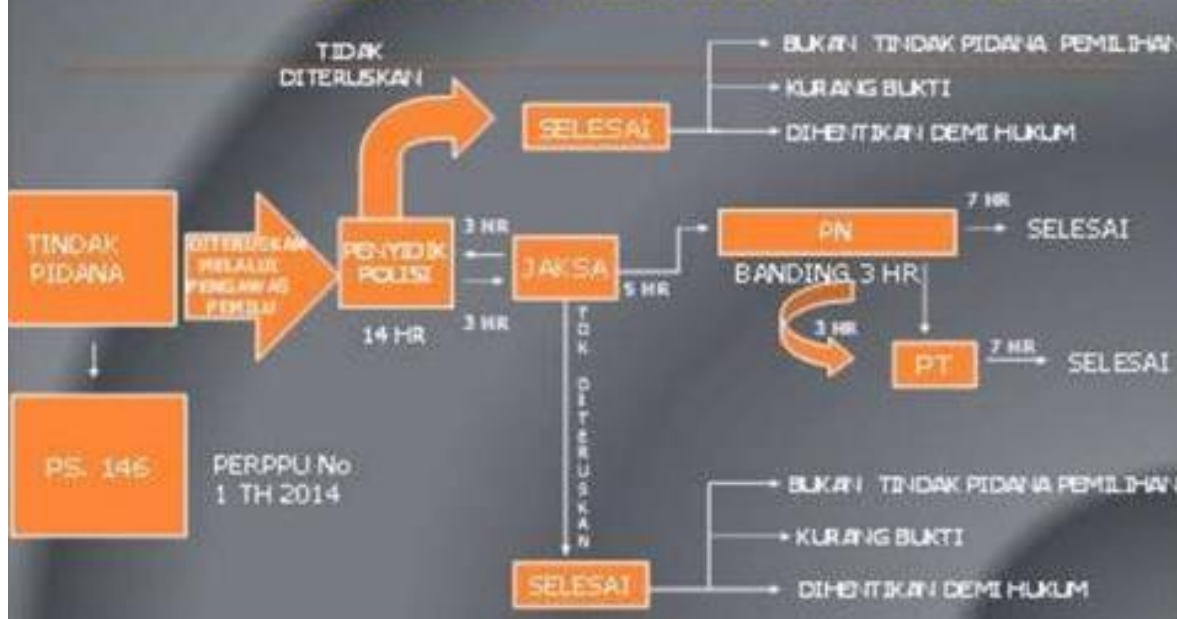 TIDAK
DITERUSKAN
BUKAN TINDAK PIDANA PEMILIHAN
KURANG BUKTI
DIHENTIKAN DEMI HUKUM
SELESAI
TINDAK
PIDANA
DITERUSKAN
MELALUI
PENGAWAS
PEMILU
PENYIDIK
POLISI
14 HR
3 HR
3 HR
JAKSA
5 HR
PN
7 HR
SELESAI
BANDING 3 HR
3 HR
PT
7 HR
SELESAI
TDK DITERUSKAN
PS. 146
PERPPU No
1 TH 2014
SELESAI
BUKAN TINDAK PIDANA PEMILIHAN
KURANG BUKTI
DIHENTIKAN DEMI HUKUM